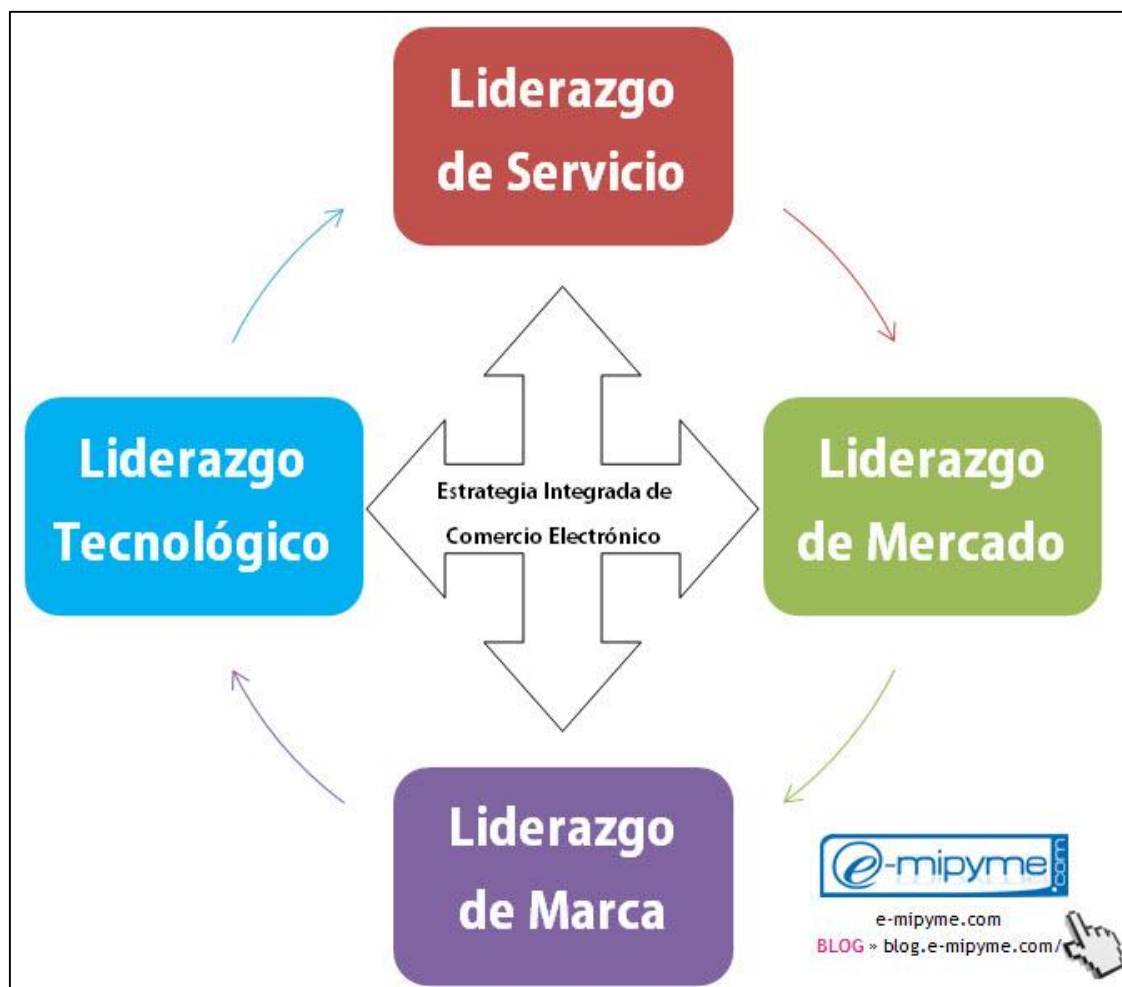 Liderazgo
de Servicio
Liderazgo
Tecnológico
Estrategia Integrada de
Comercio Electrónico
Liderazgo
de Mercado
Liderazgo
de Marca
e-mipyme.com
e-mipyme.com
BLOG » blog.e-mipyme.com/